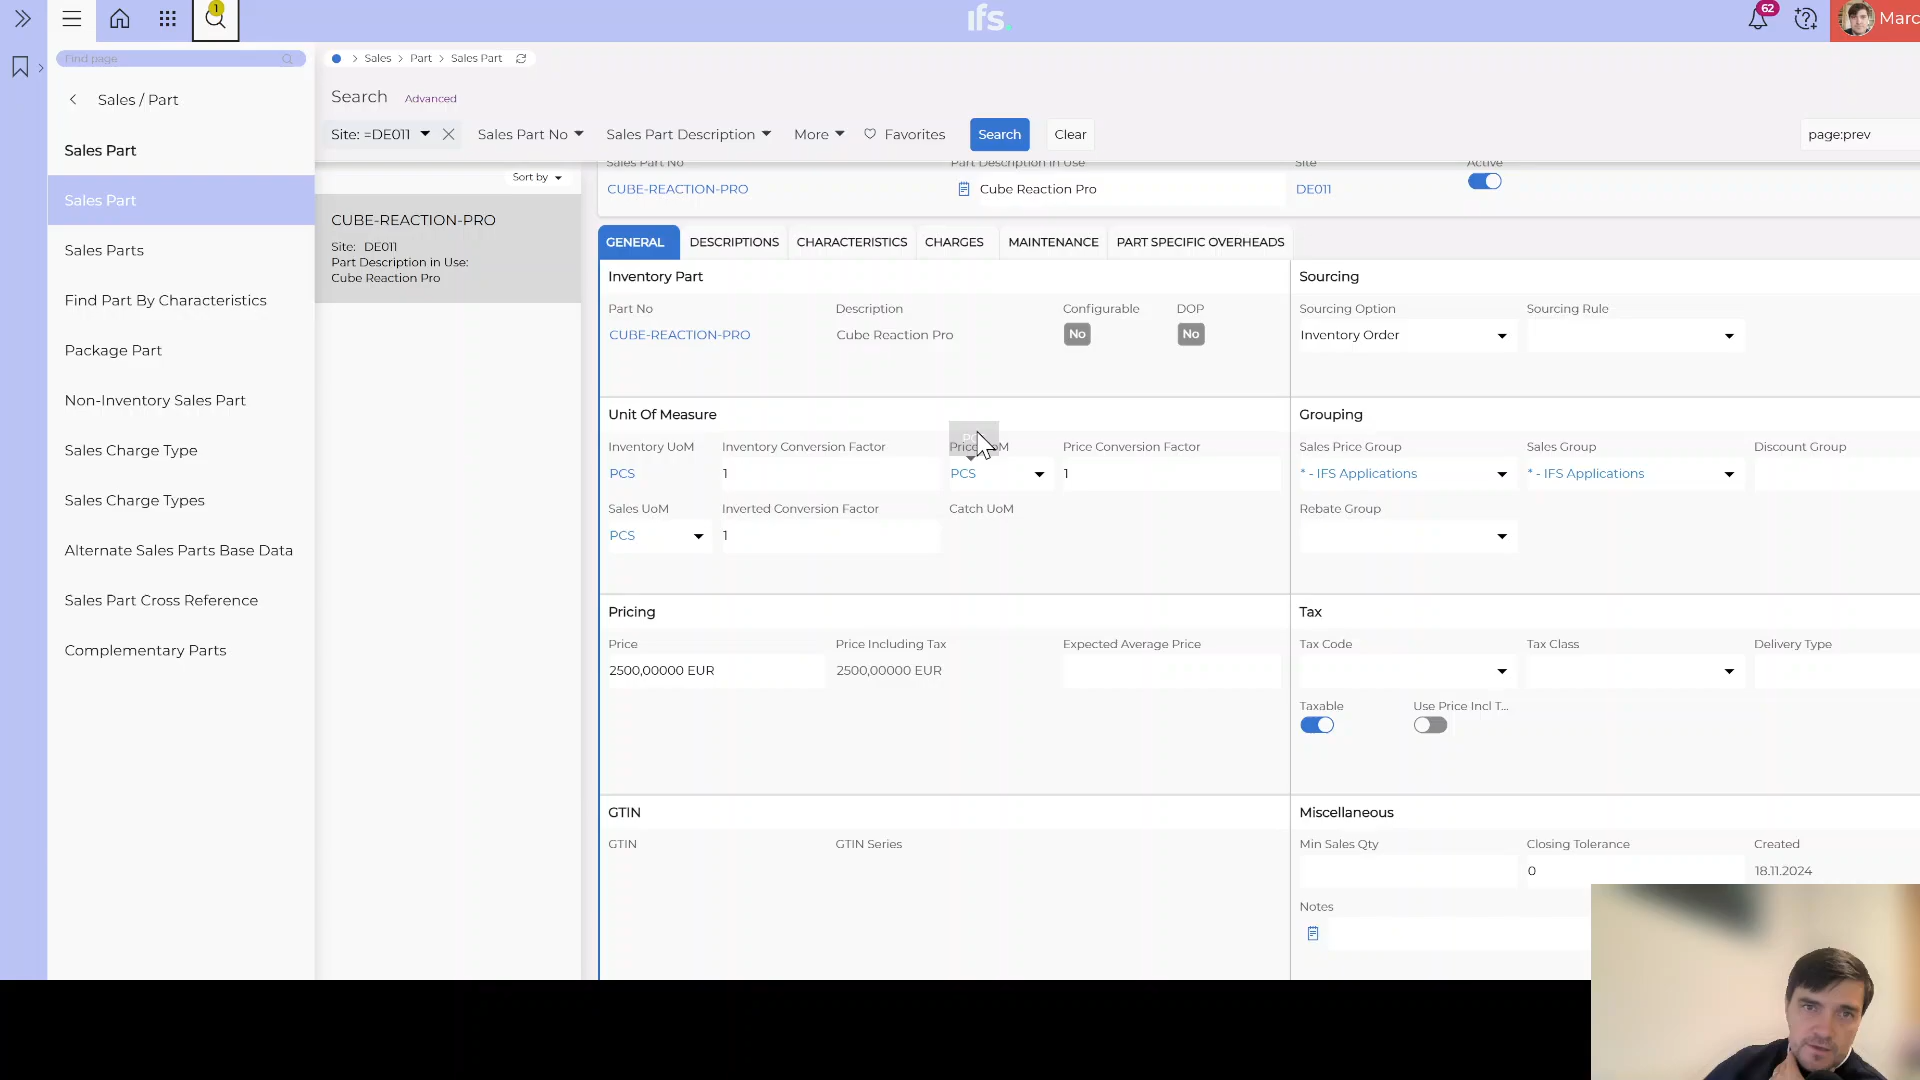 1
ifs.
62
Marc
Find page
Sales / Part
Sales Part
Sales Part
Sales Parts
Find Part By Characteristics
Package Part
Non-Inventory Sales Part
Sales Charge Type
Sales Charge Types
Alternate Sales Parts Base Data
Sales Part Cross Reference
Complementary Parts
Sales > Part > Sales Part
Search Advanced
Site: =DE011 Sales Part No Sales Part Description More Favorites Search Clear
page:prev
Sort by
CUBE-REACTION-PRO
Site: DE011
Part Description in Use:
Cube Reaction Pro
Sales Part No Part Description in Use Site Active
CUBE-REACTION-PRO Cube Reaction Pro DE011
GENERAL DESCRIPTIONS CHARACTERISTICS CHARGES MAINTENANCE PART SPECIFIC OVERHEADS
Inventory Part
Part No Description Configurable DOP
CUBE-REACTION-PRO Cube Reaction Pro No No
Unit Of Measure
Inventory UoM Inventory Conversion Factor Price UoM Price Conversion Factor
PCS 1 PCS 1
Sales UoM Inverted Conversion Factor Catch UoM
PCS 1
Pricing
Price Price Including Tax Expected Average Price
2500,00000 EUR 2500,00000 EUR
GTIN
GTIN GTIN Series
Sourcing
Sourcing Option Sourcing Rule
Inventory Order
Grouping
Sales Price Group Sales Group Discount Group
* - IFS Applications * - IFS Applications
Rebate Group
Tax
Tax Code Tax Class Delivery Type
Taxable Use Price Incl T...
Miscellaneous
Min Sales Qty Closing Tolerance Created
0 18.11.2024
Notes